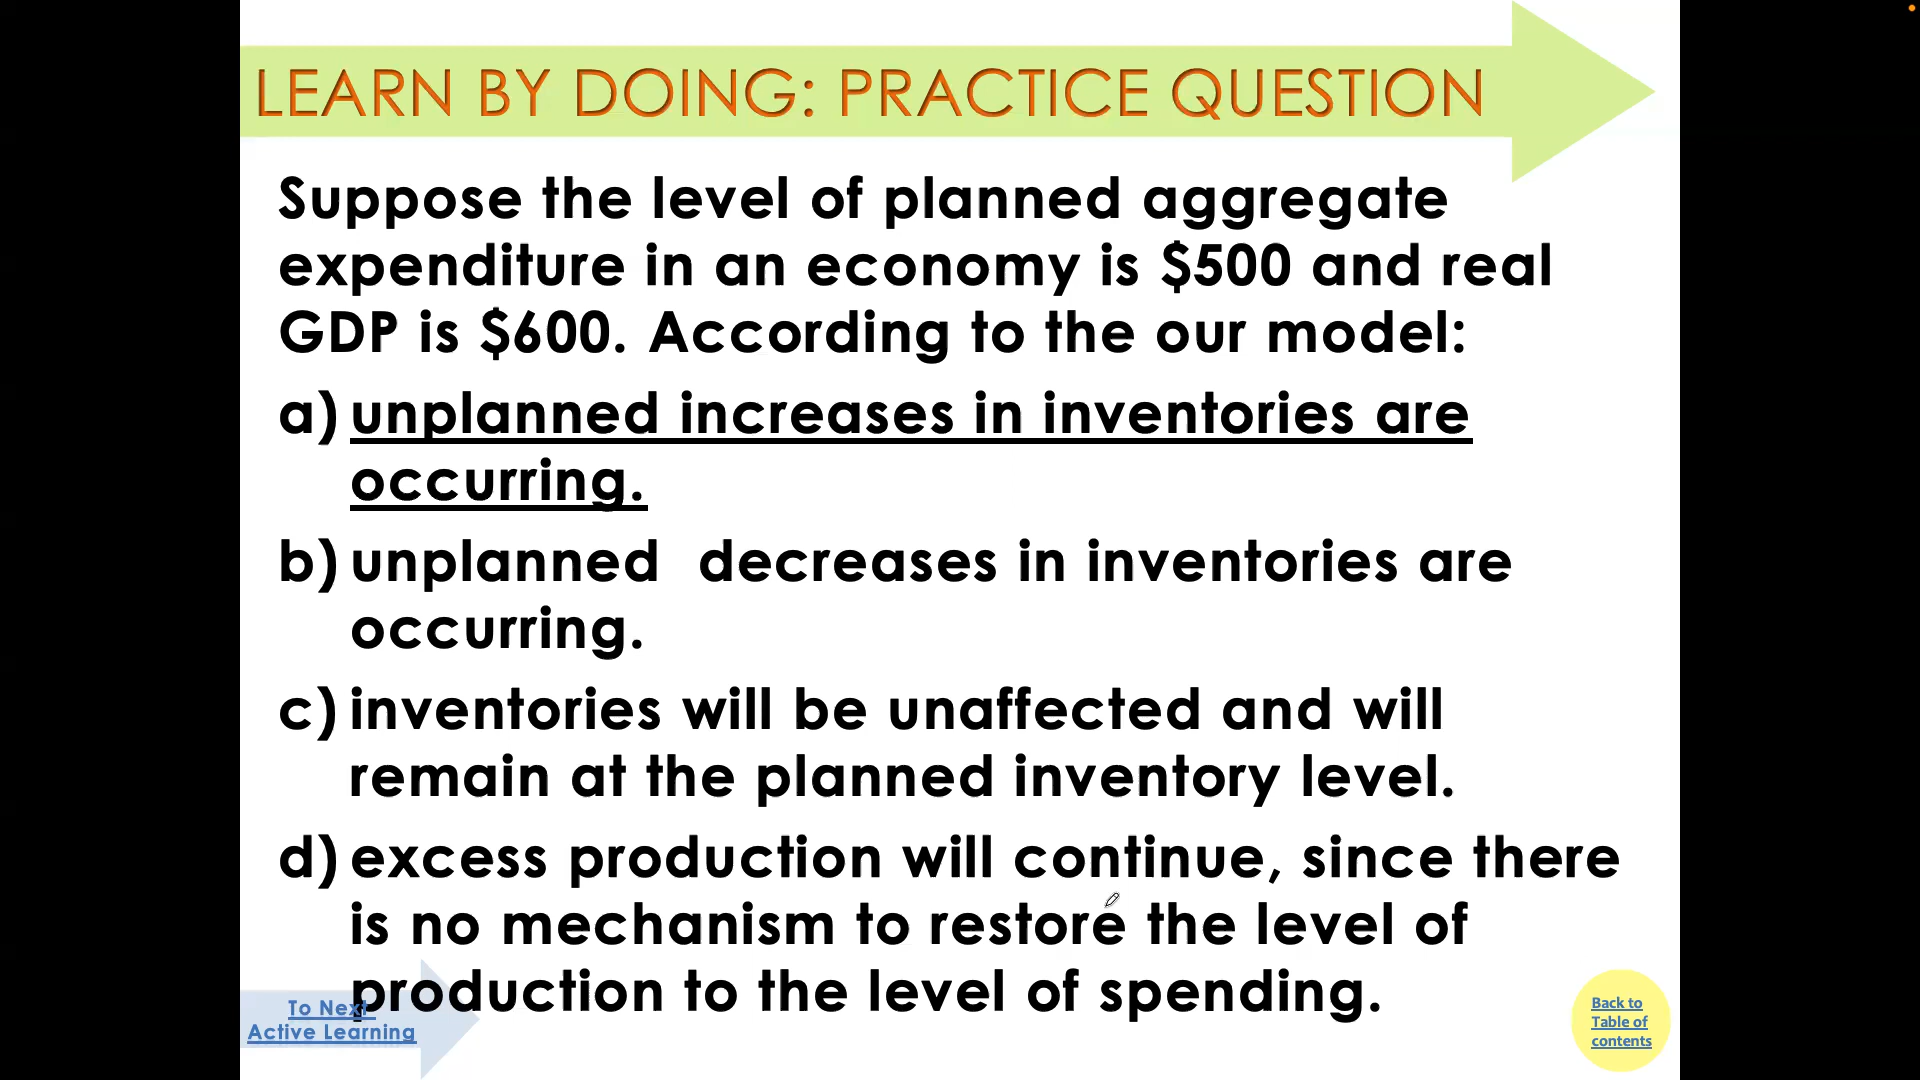 LEARN BY DOING: PRACTICE QUESTION
Suppose the level of planned aggregate
expenditure in an economy is $500 and real
GDP is $600. According to the our model:
a) unplanned increases in inventories are
occurring.
b) unplanned  decreases in inventories are
occurring.
c) inventories will be unaffected and will
remain at the planned inventory level.
d) excess production will continue, since there
is no mechanism to restore the level of
production to the level of spending.
To Next
Active Learning
Back to
Table of
contents